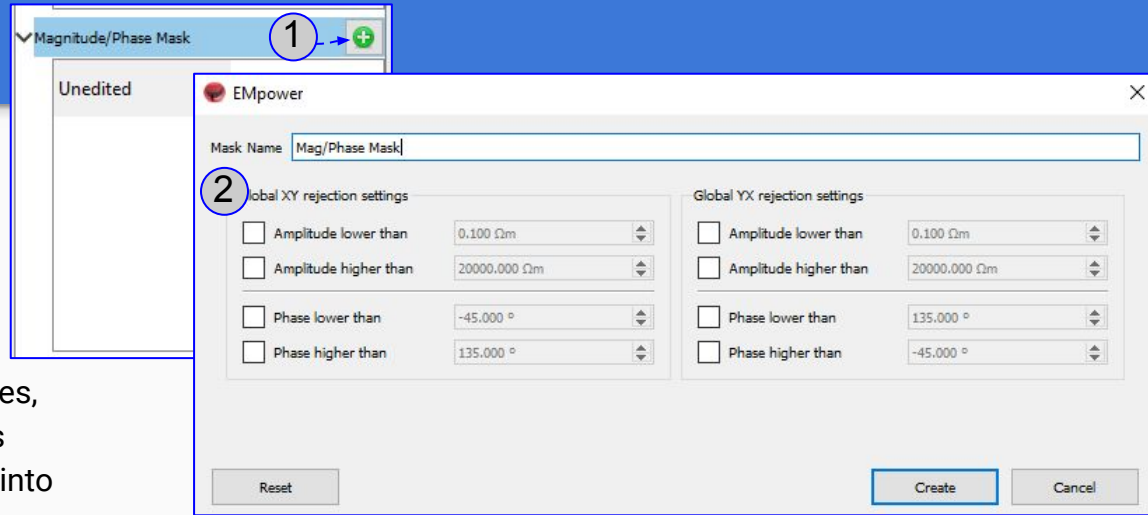 Magnitude/Phase Mask
1
Unedited
EMpower
Mask Name Mag/Phase Mask
2
lobal XY rejection settings
Amplitude lower than 0.100 Ωm
Amplitude higher than 20000.000 Ωm
Phase lower than -45.000 °
Phase higher than 135.000 °
Global YX rejection settings
Amplitude lower than 0.100 Ωm
Amplitude higher than 20000.000 Ωm
Phase lower than 135.000 °
Phase higher than -45.000 °
es,
s
into
Reset Create Cancel